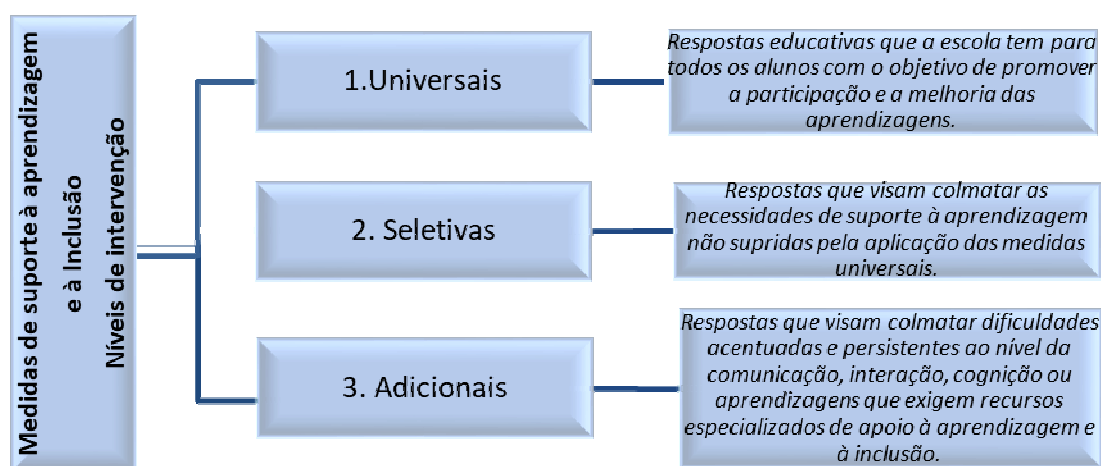 Medidas de suporte à aprendizagem
e à Inclusão
Níveis de intervenção
1.Universais
Respostas educativas que a escola tem para
todos os alunos com o objetivo de promover
a participação e a melhoria das
aprendizagens.
2. Seletivas
Respostas que visam colmatar as
necessidades de suporte à aprendizagem
não supridas pela aplicação das medidas
universais.
3. Adicionais
Respostas que visam colmatar dificuldades
acentuadas e persistentes ao nível da
comunicação, interação, cognição ou
aprendizagens que exigem recursos
especializados de apoio à aprendizagem e
à inclusão.